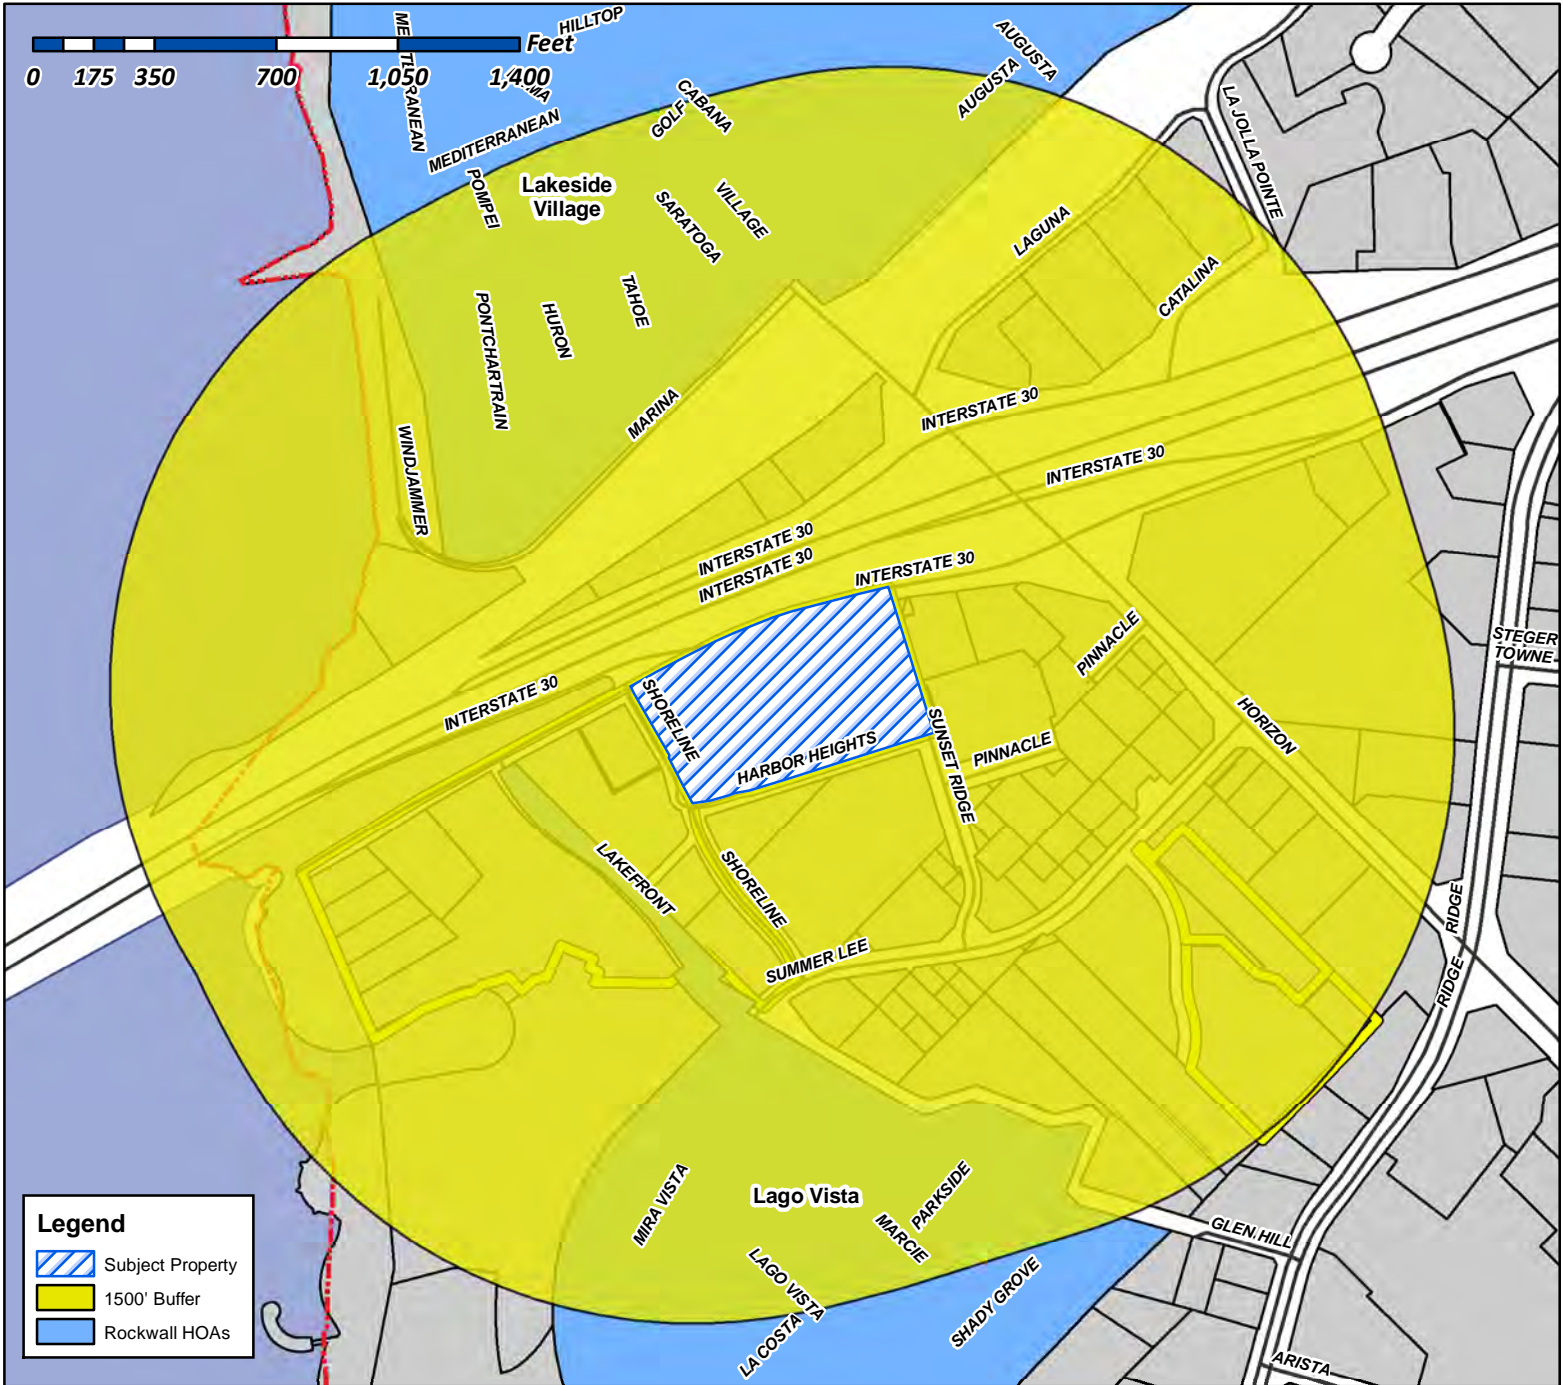 HILLTOP
Feet
0 175 350 700 1,050 1,400
AUGUSTA
AUGUSTA
CABANA
GOLF
MEDITERRANEAN
LA JOLLA POINTE
POMPEI
Lakeside
Village
SARATOGA
VILLAGE
LAGUNA
CATALINA
PONTCHARTRAIN
HURON
TAHOE
MARINA
WINDJAMMER
INTERSTATE 30
INTERSTATE 30
INTERSTATE 30
INTERSTATE 30
INTERSTATE 30
INTERSTATE 30
PINNACLE
STEGER
TOWNE
SHORELINE
HARBOR HEIGHTS
SUNSET RIDGE
PINNACLE
HORIZON
LAKEFRONT
SHORELINE
SUMMER LEE
RIDGE
RIDGE
MIRA VISTA
Lago Vista
PARKSIDE
MARCIE
GLEN HILL
LAGO VISTA
SHADY GROVE
LA COSTA
ARISTA
Legend
Subject Property
1500' Buffer
Rockwall HOAs